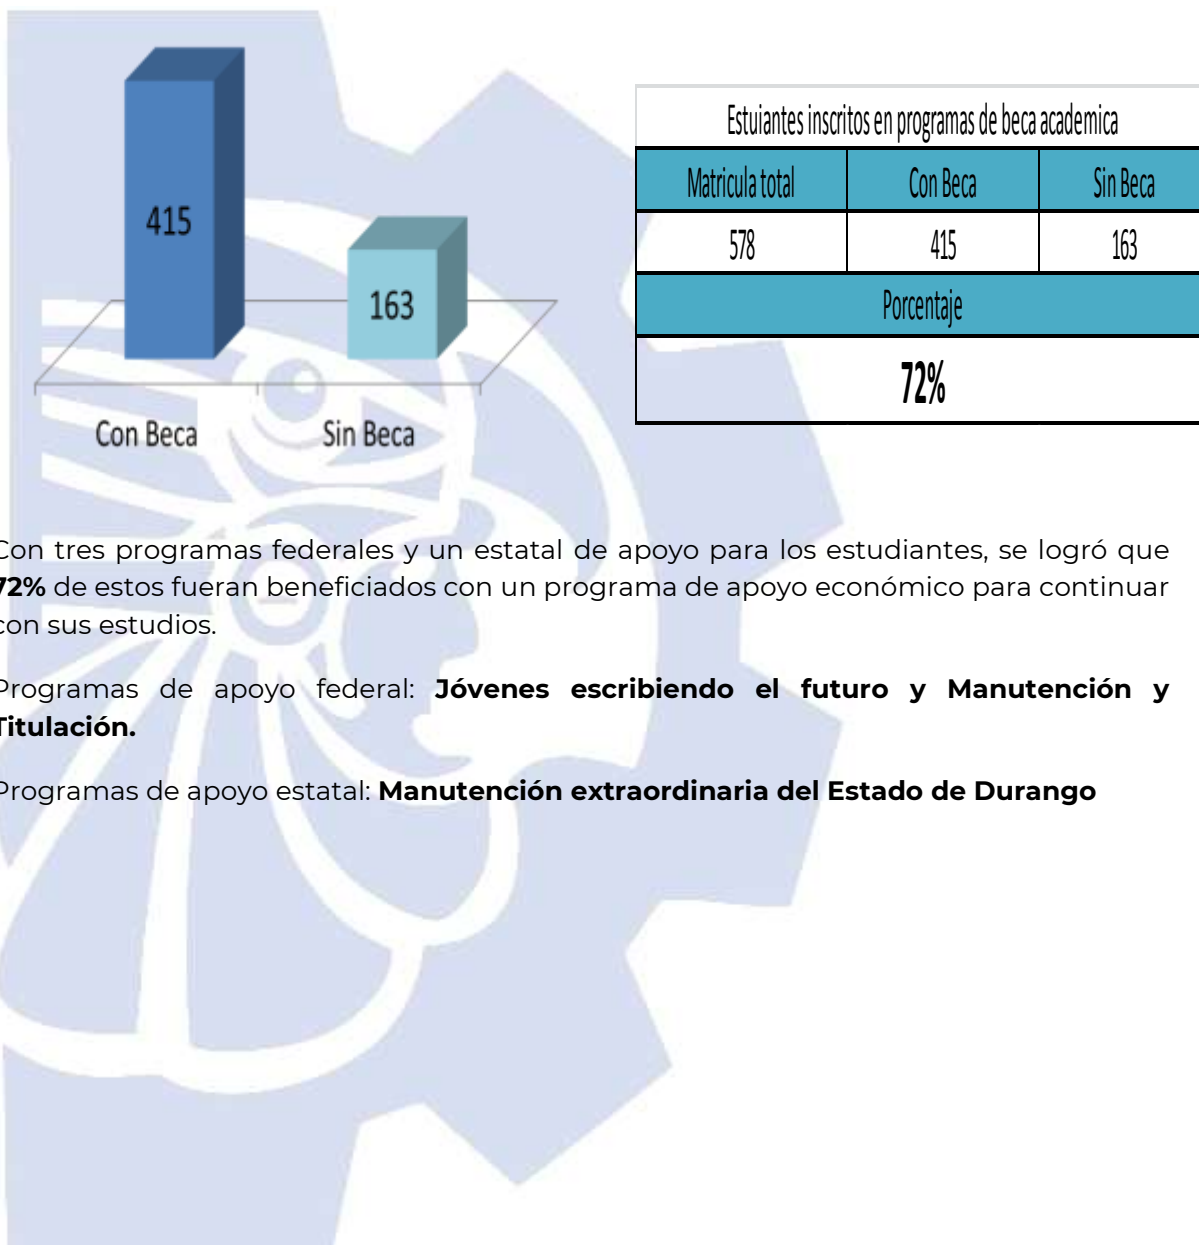 415
163
Con Beca
Sin Beca
Estuiantes inscritos en programas de beca academica
Matricula total Con Beca Sin Beca
578 415 163
Porcentaje
72%
Con tres programas federales y un estatal de apoyo para los estudiantes, se logró que
72% de estos fueran beneficiados con un programa de apoyo económico para continuar
con sus estudios.
Programas de apoyo federal: Jóvenes escribiendo el futuro y Manutención y
Titulación.
Programas de apoyo estatal: Manutención extraordinaria del Estado de Durango